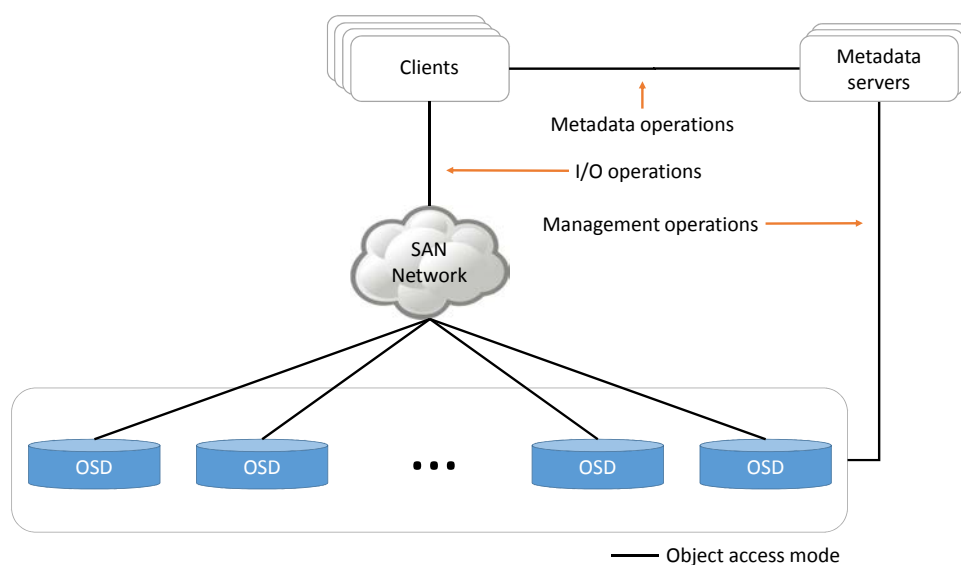 Clients
Metadata
servers
Metadata operations
I/O operations
Management operations
SAN
Network
OSD
OSD
...
OSD
OSD
Object access mode